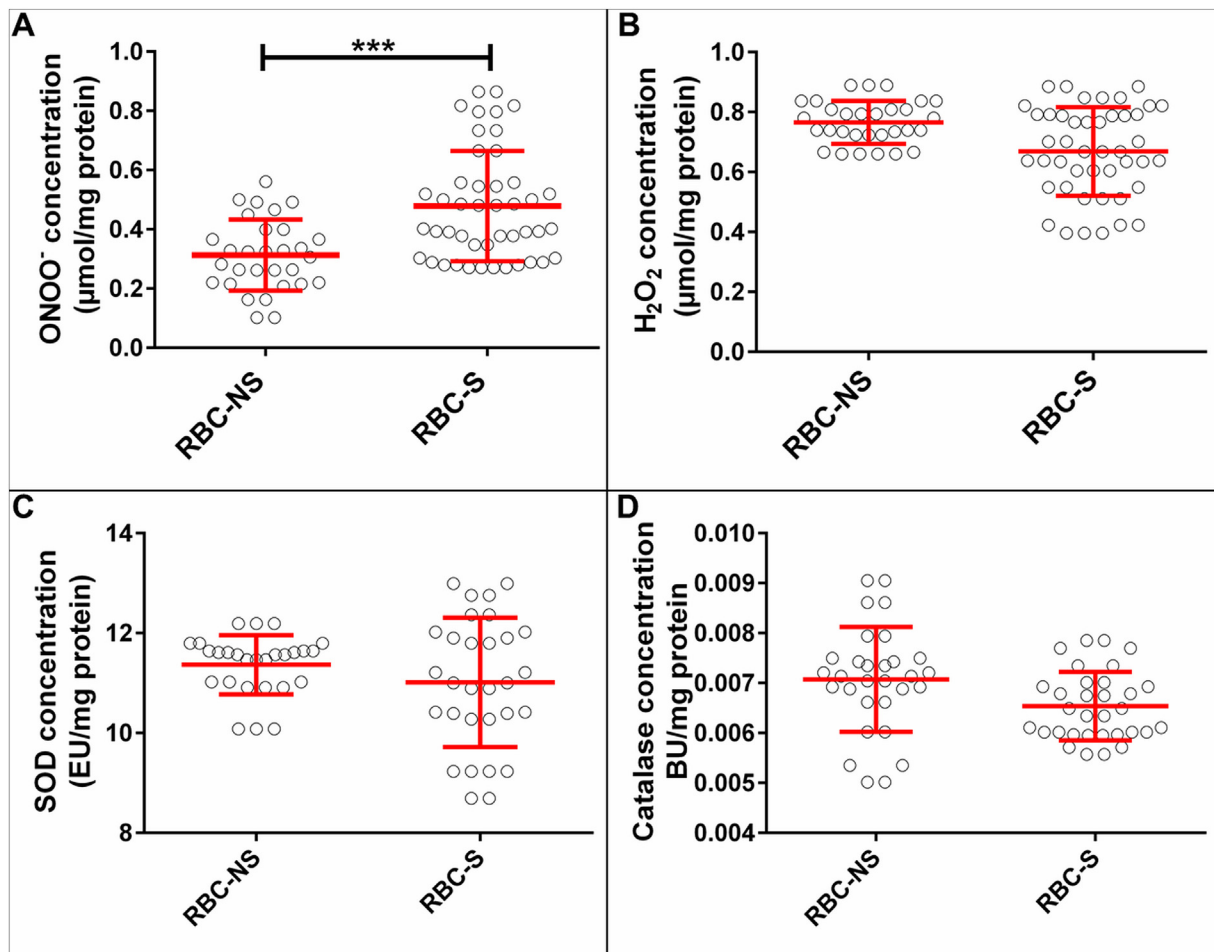 A
***
ONOO⁻ concentration
(µmol/mg protein)
1.0
0.8
0.6
0.4
0.2
0.0
RBC-NS
RBC-S
B
H₂O₂ concentration
(µmol/mg protein)
1.0
0.8
0.6
0.4
0.2
0.0
RBC-NS
RBC-S
C
SOD concentration
(EU/mg protein)
14
12
10
8
RBC-NS
RBC-S
D
Catalase concentration
BU/mg protein
0.010
0.009
0.008
0.007
0.006
0.005
0.004
RBC-NS
RBC-S